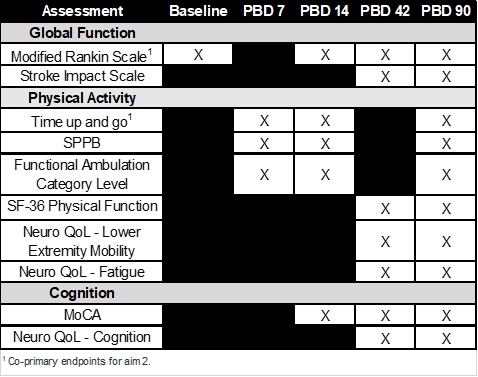 Assessment Baseline PBD 7 PBD 14 PBD 42 PBD 90
Global Function
Modified Rankin Scale¹ X X X X
Stroke Impact Scale X X
Physical Activity
Time up and go¹ X X X
SPPB X X X
Functional Ambulation
Category Level X X X
SF-36 Physical Function X X
Neuro QoL - Lower
Extremity Mobility X X
Neuro QoL - Fatigue X X
Cognition
MoCA X X X
Neuro QoL - Cognition X X
¹ Co-primary endpoints for aim 2.